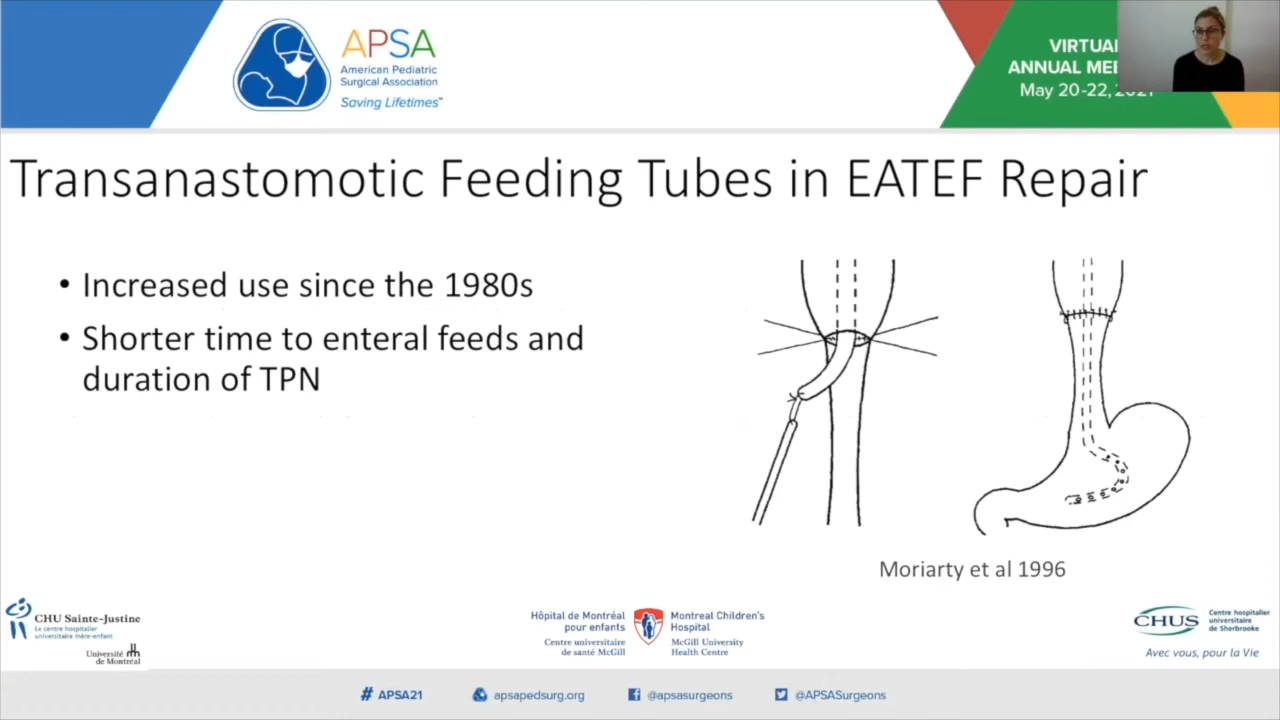 APSA
American Pediatric
Surgical Association
Saving Lifetimes™
VIRTUAL
ANNUAL MEE
May 20-22, 2021
Transanastomotic Feeding Tubes in EATEF Repair
• Increased use since the 1980s
• Shorter time to enteral feeds and
duration of TPN
Moriarty et al 1996
CHU Sainte-Justine
Le centre hospitalier
universitaire mère-enfant
Université
de Montréal
Hôpital de Montréal
pour enfants
Centre universitaire
de santé McGill
Montreal Children's
Hospital
McGill University
Health Centre
CHUS
Centre hospitalier
universitaire
de Sherbrooke
Avec vous, pour la Vie
# APSA21
apsapedsurg.org
@apsasurgeons
@APSASurgeons